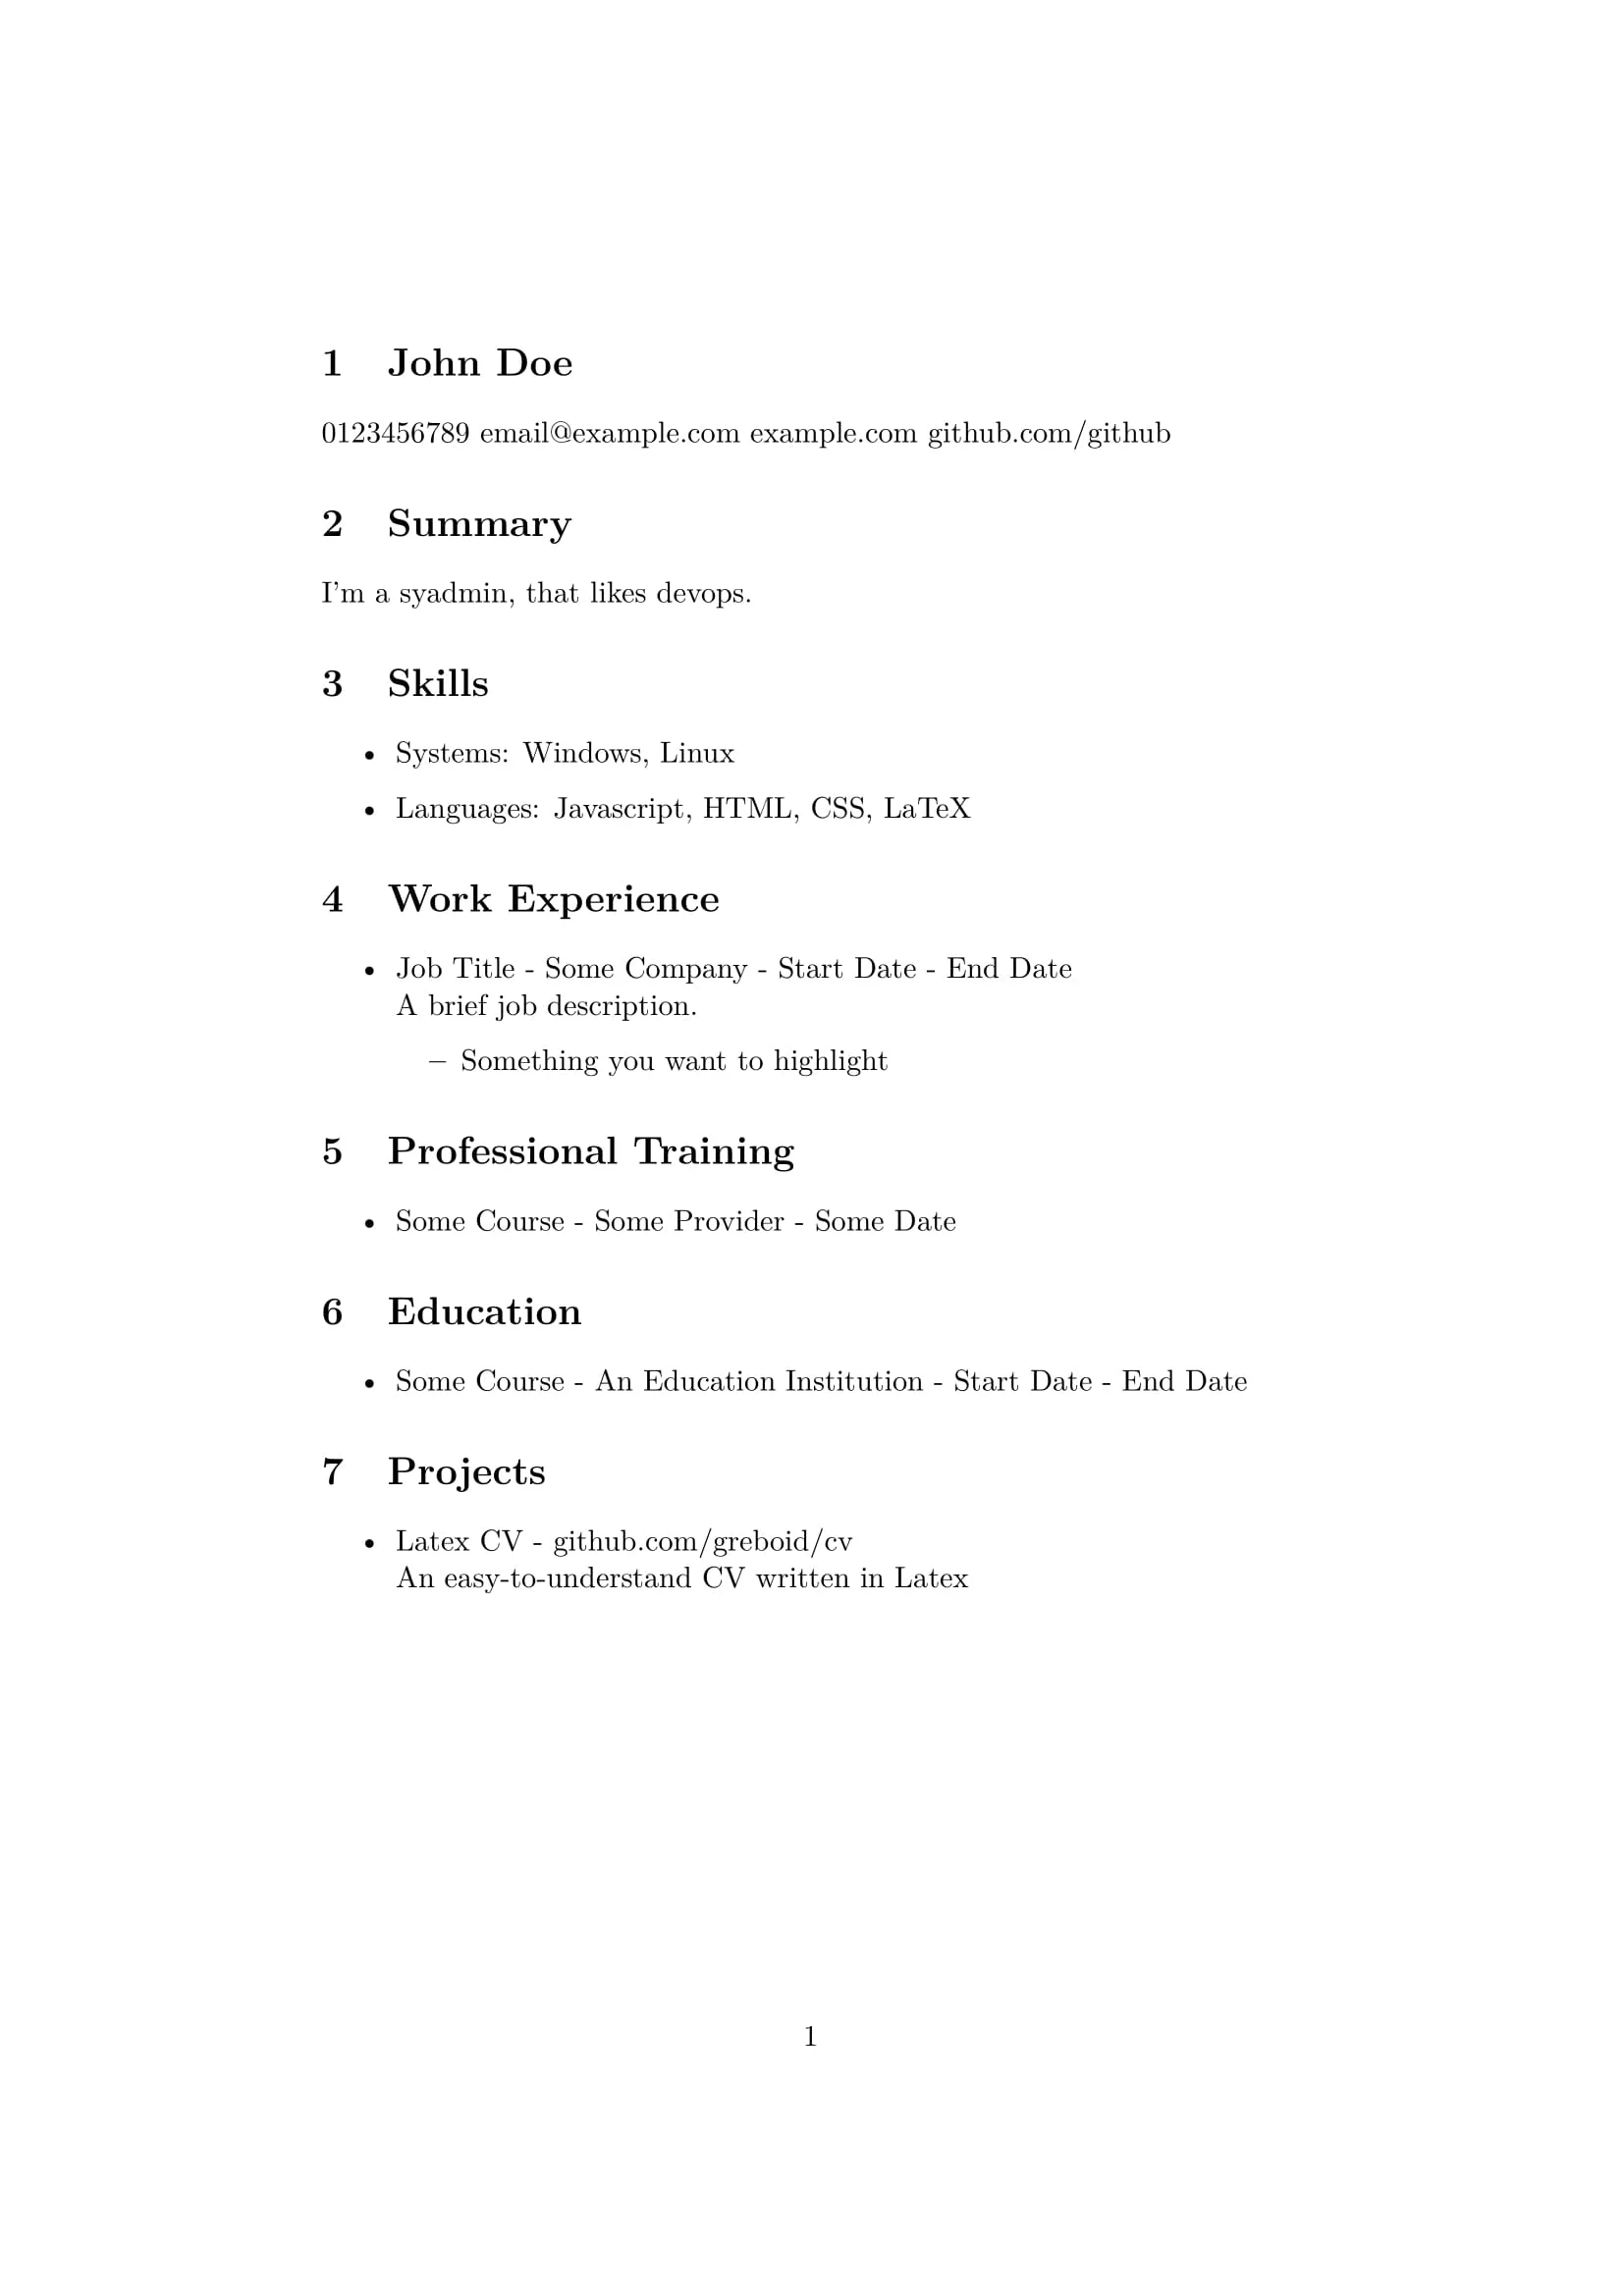 1 John Doe
0123456789 email@example.com example.com github.com/github
2 Summary
I'm a syadmin, that likes devops.
3 Skills
• Systems: Windows, Linux
• Languages: Javascript, HTML, CSS, LaTeX
4 Work Experience
• Job Title - Some Company - Start Date - End Date
A brief job description.
– Something you want to highlight
5 Professional Training
• Some Course - Some Provider - Some Date
6 Education
• Some Course - An Education Institution - Start Date - End Date
7 Projects
• Latex CV - github.com/greboid/cv
An easy-to-understand CV written in Latex
1